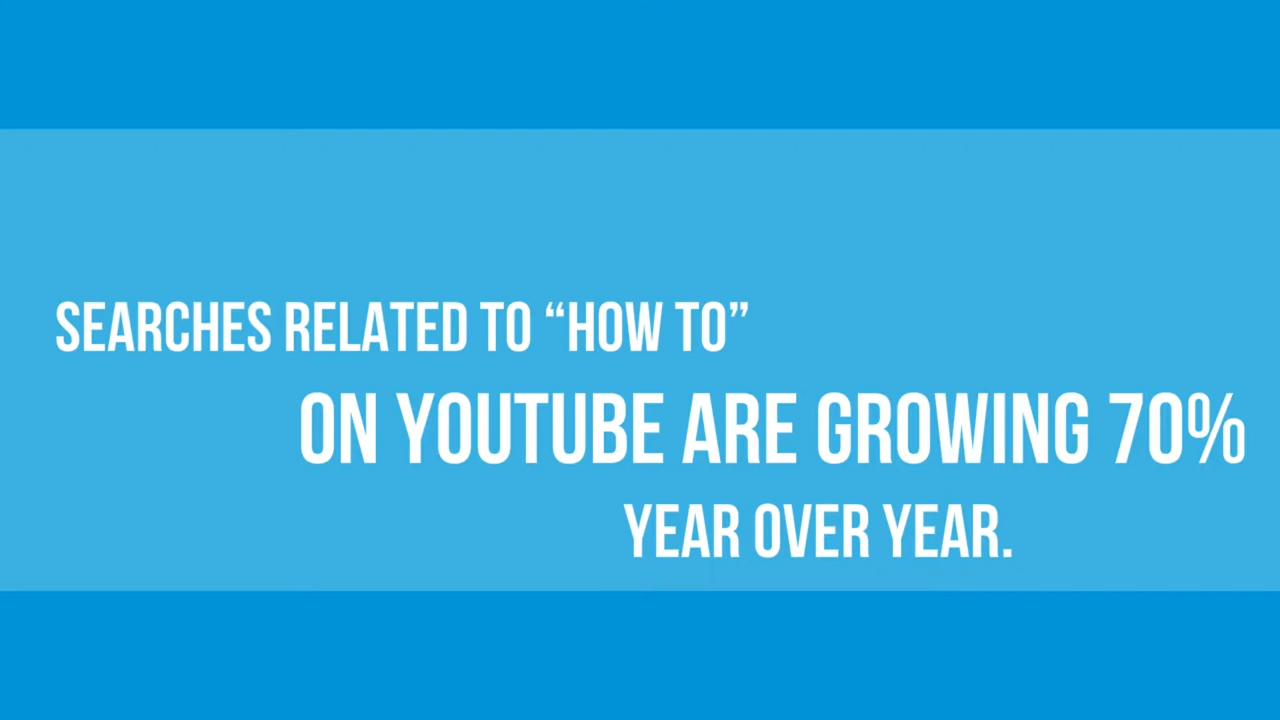 SEARCHES RELATED TO “HOW TO”
ON YOUTUBE ARE GROWING 70%
YEAR OVER YEAR.